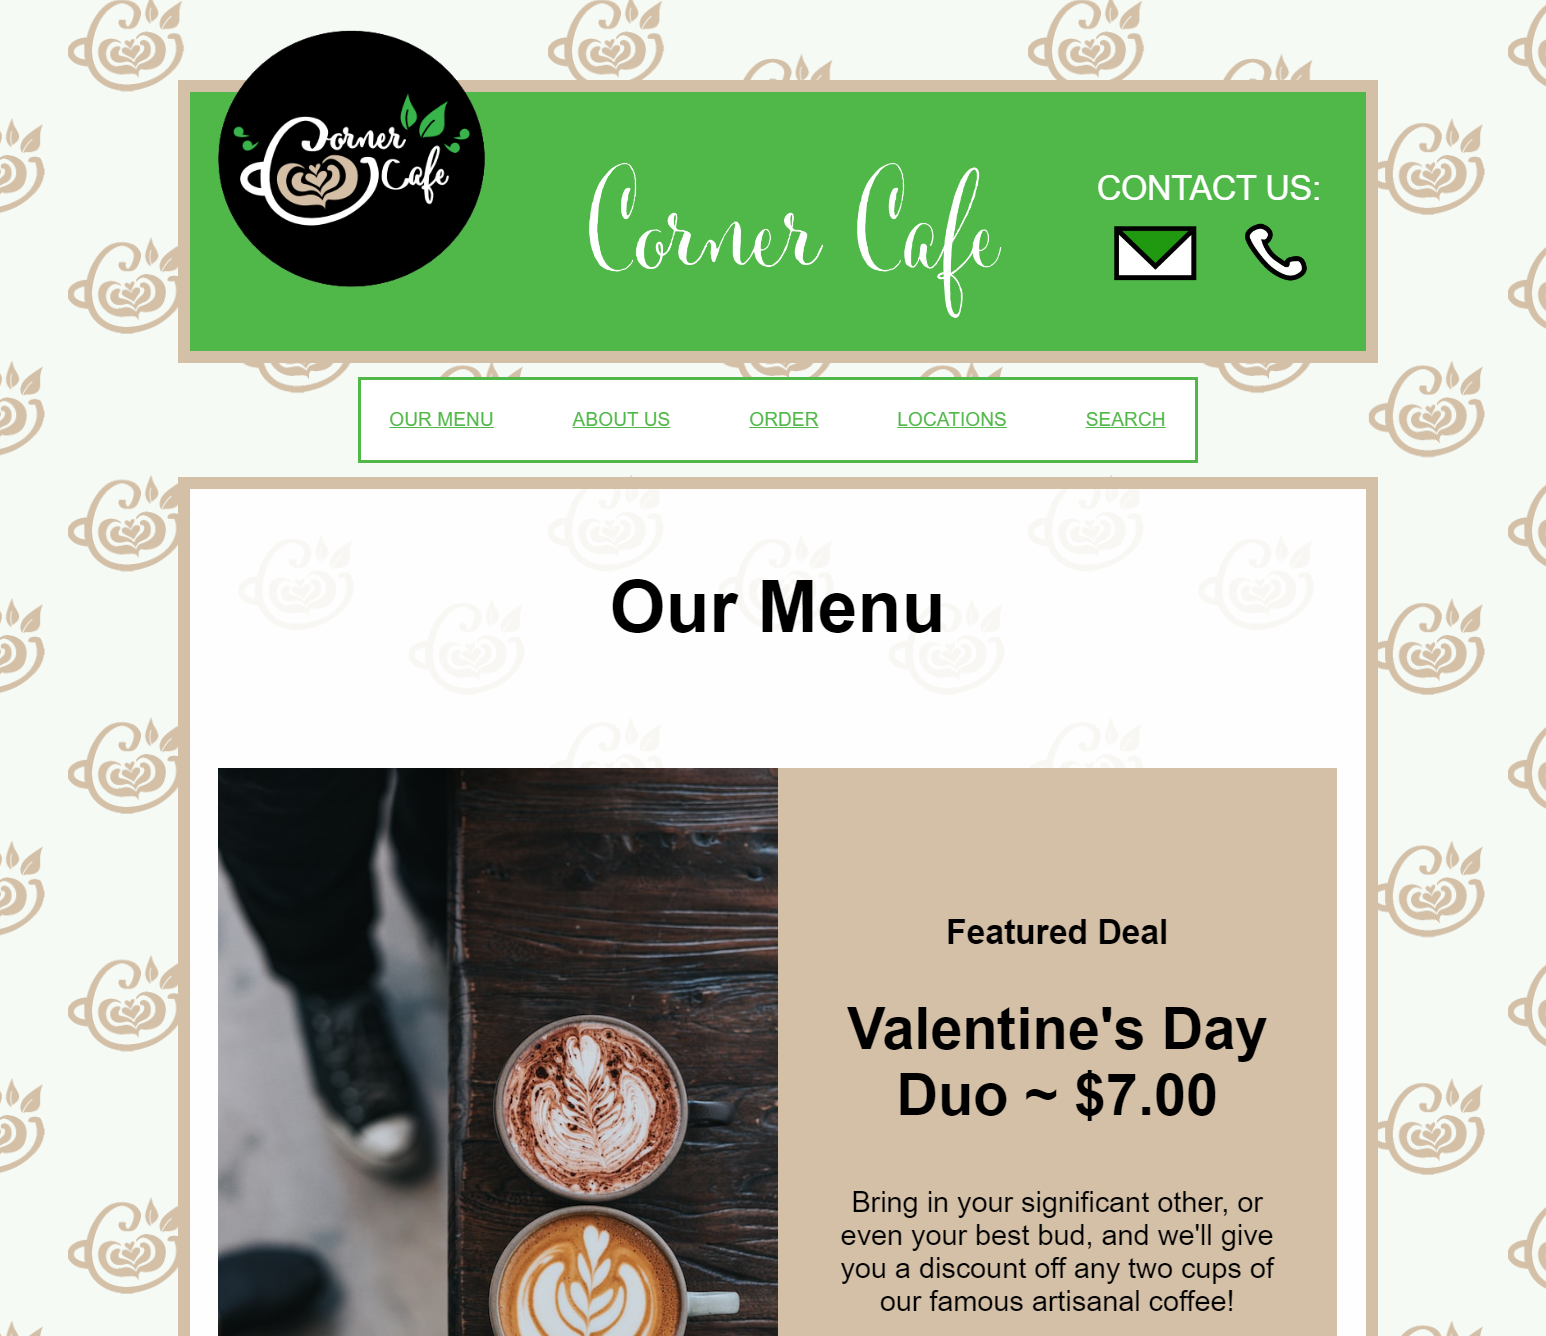 Corner
Cafe
Corner Cafe
CONTACT US:
OUR MENU ABOUT US ORDER LOCATIONS SEARCH
Our Menu
Featured Deal
Valentine's Day
Duo ~ $7.00
Bring in your significant other, or
even your best bud, and we'll give
you a discount off any two cups of
our famous artisanal coffee!